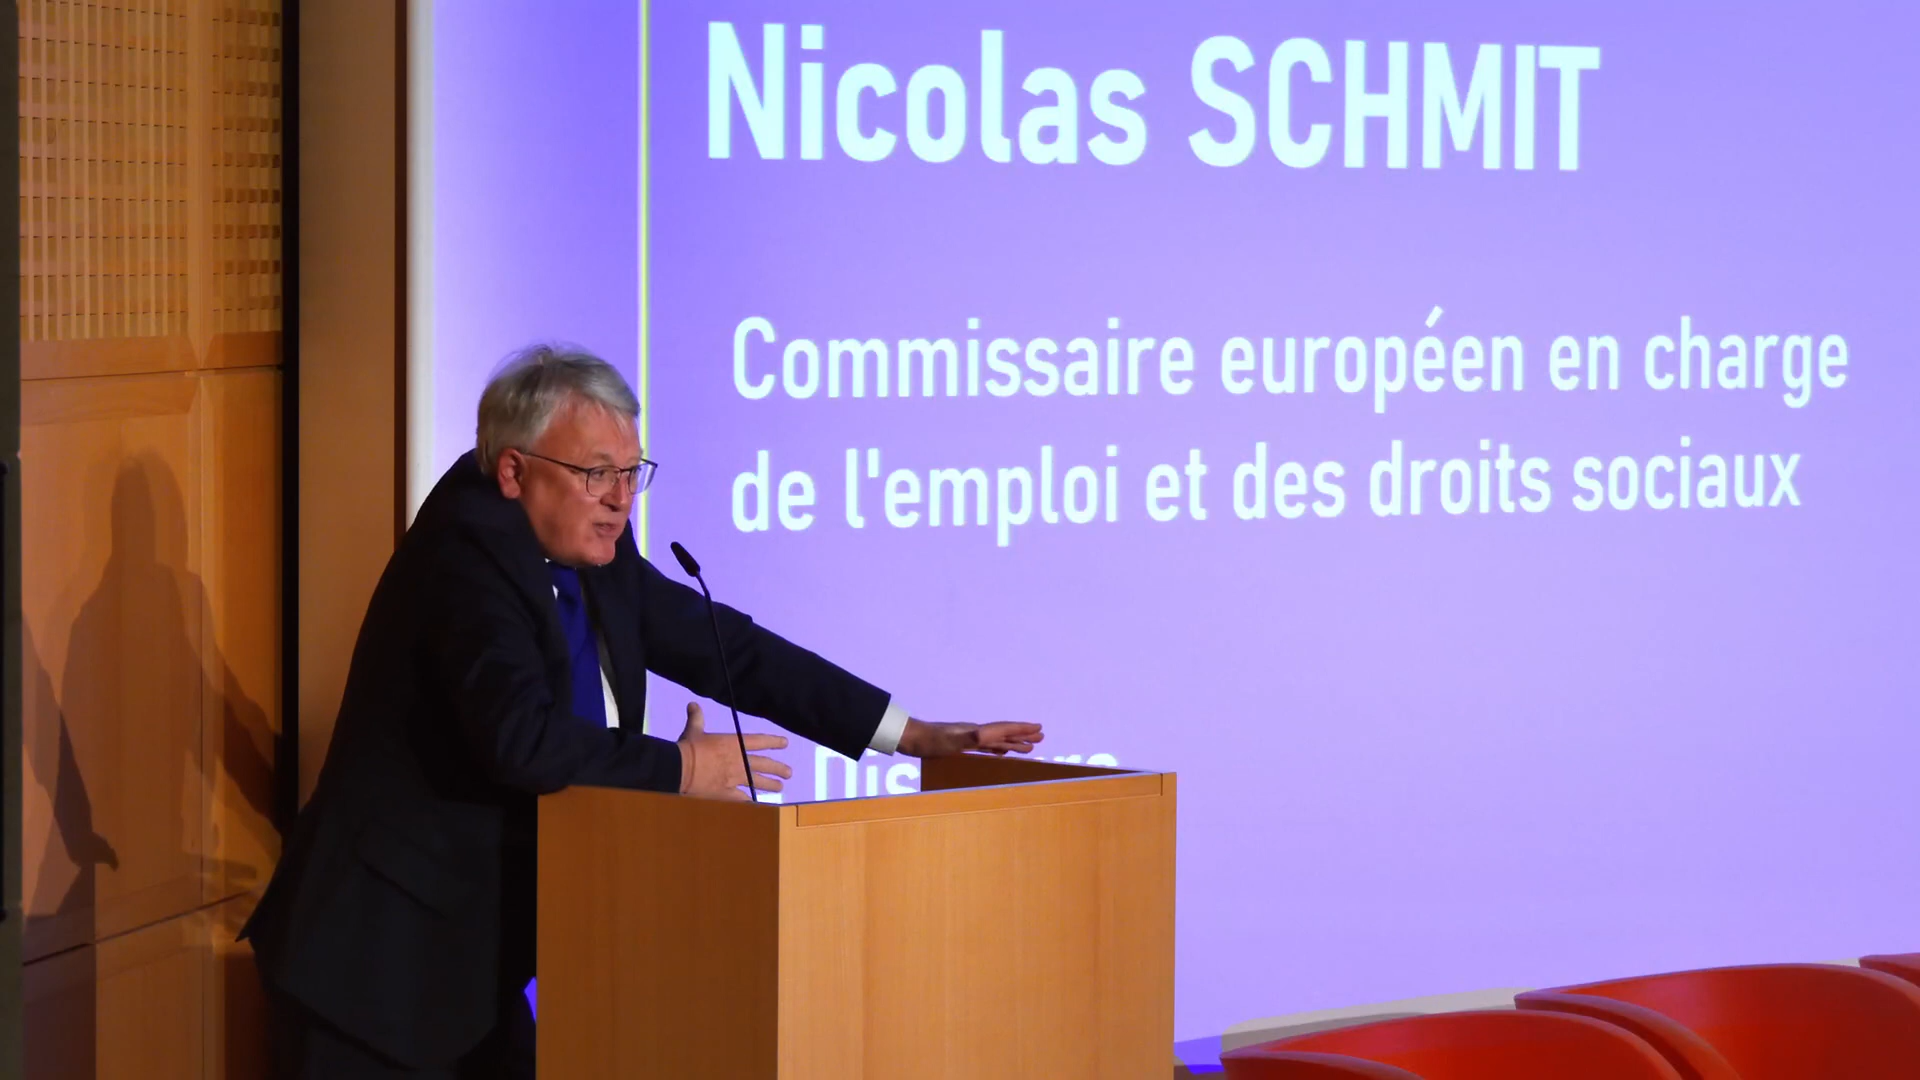 Nicolas SCHMIT
Commissaire européen en charge
de l'emploi et des droits sociaux